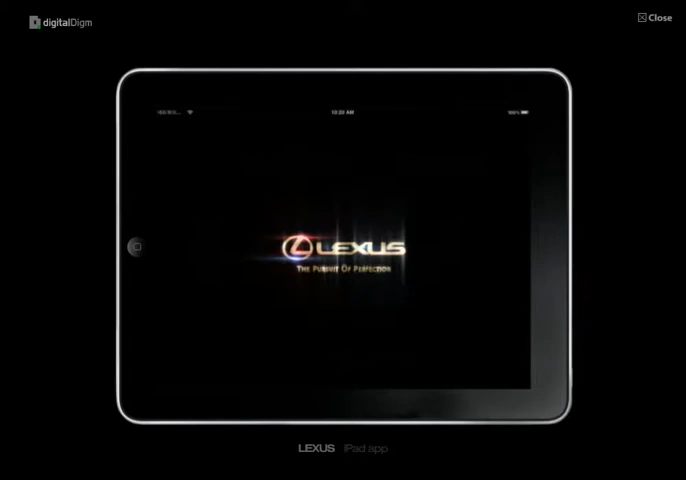 digitalDigm
Close
10:20 AM
100%
LEXUS
THE PURSUIT OF PERFECTION
LEXUS iPad app